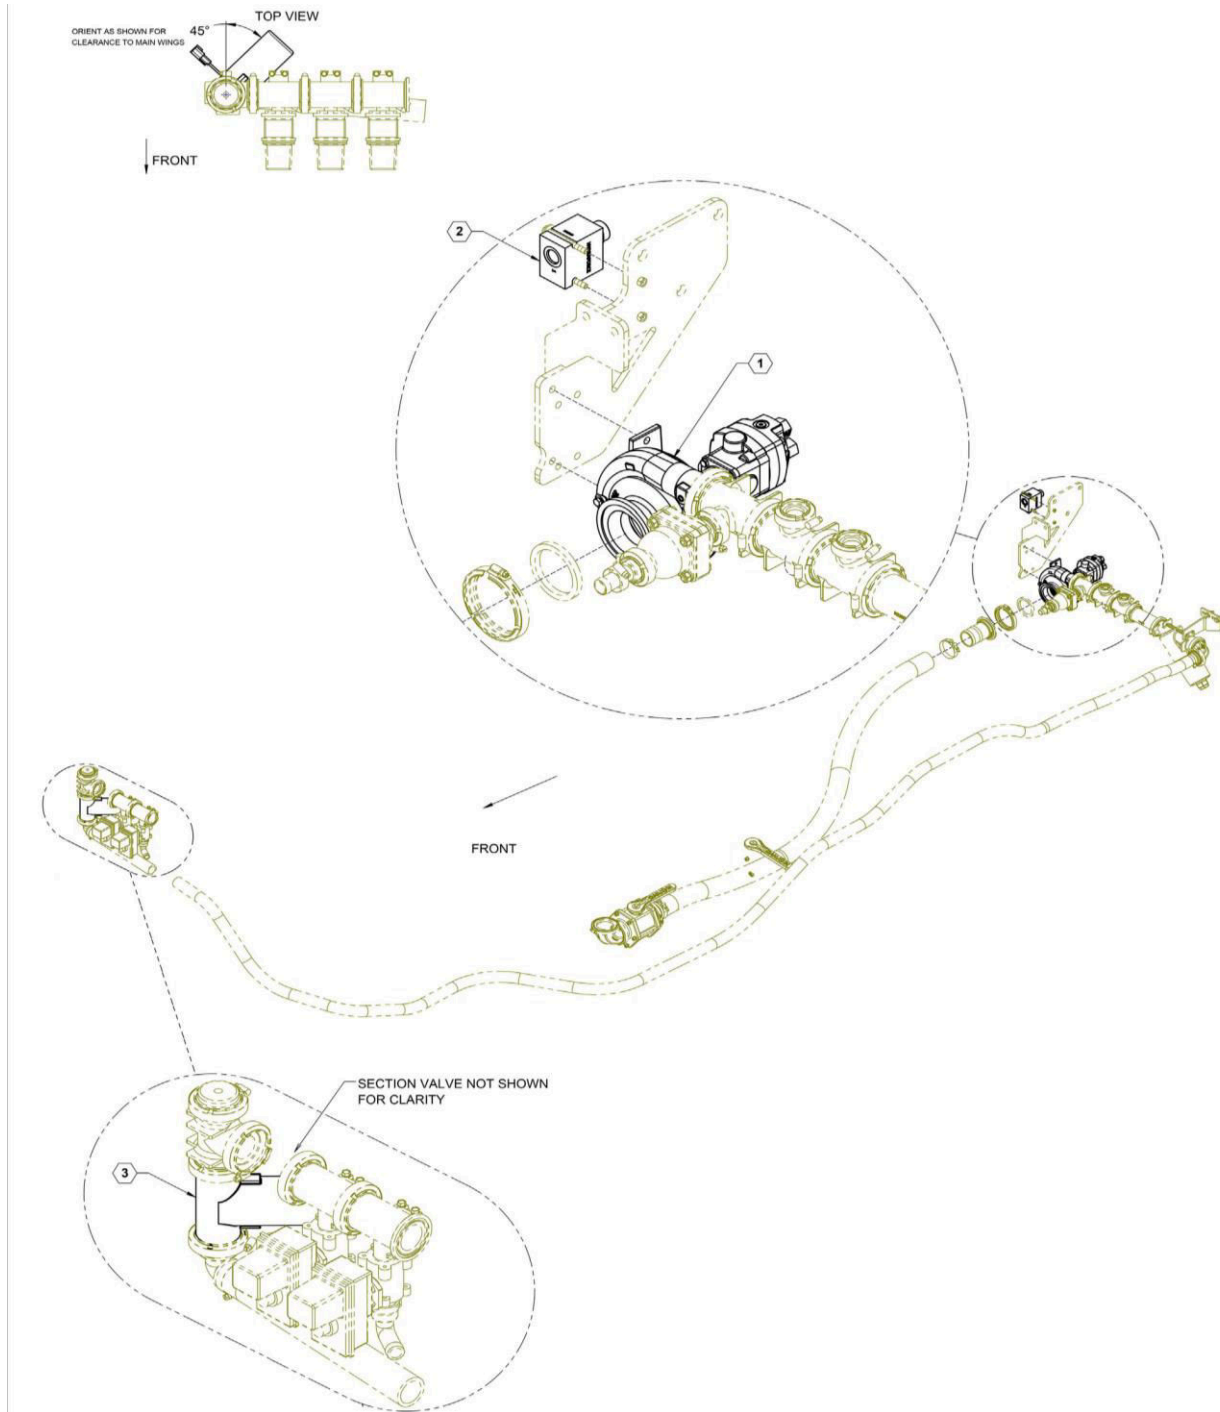 TOP VIEW
ORIENT AS SHOWN FOR
CLEARANCE TO MAIN WINGS
45°
FRONT
2
1
FRONT
SECTION VALVE NOT SHOWN
FOR CLARITY
3